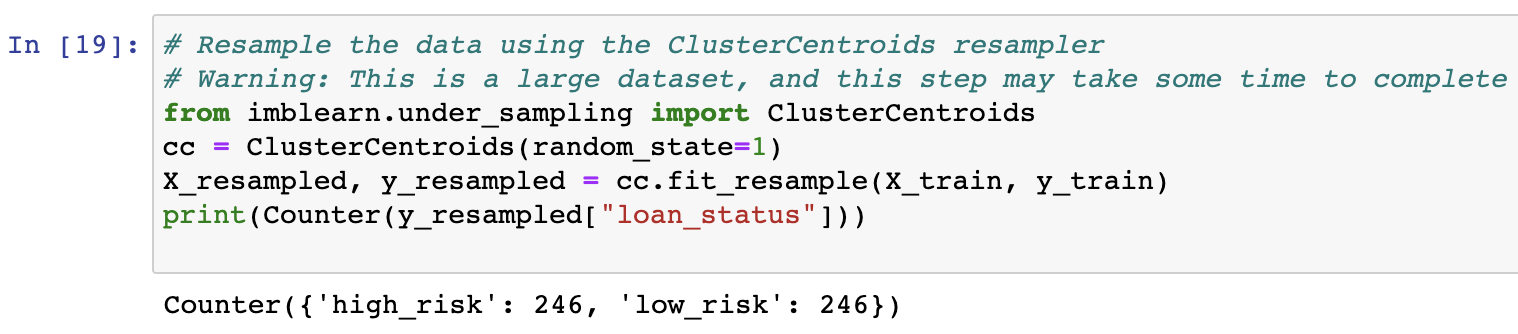 In [19]: # Resample the data using the ClusterCentroids resampler
# Warning: This is a large dataset, and this step may take some time to complete
from imblearn.under_sampling import ClusterCentroids
cc = ClusterCentroids(random_state=1)
X_resampled, y_resampled = cc.fit_resample(X_train, y_train)
print(Counter(y_resampled["loan_status"]))
Counter({'high_risk': 246, 'low_risk': 246})